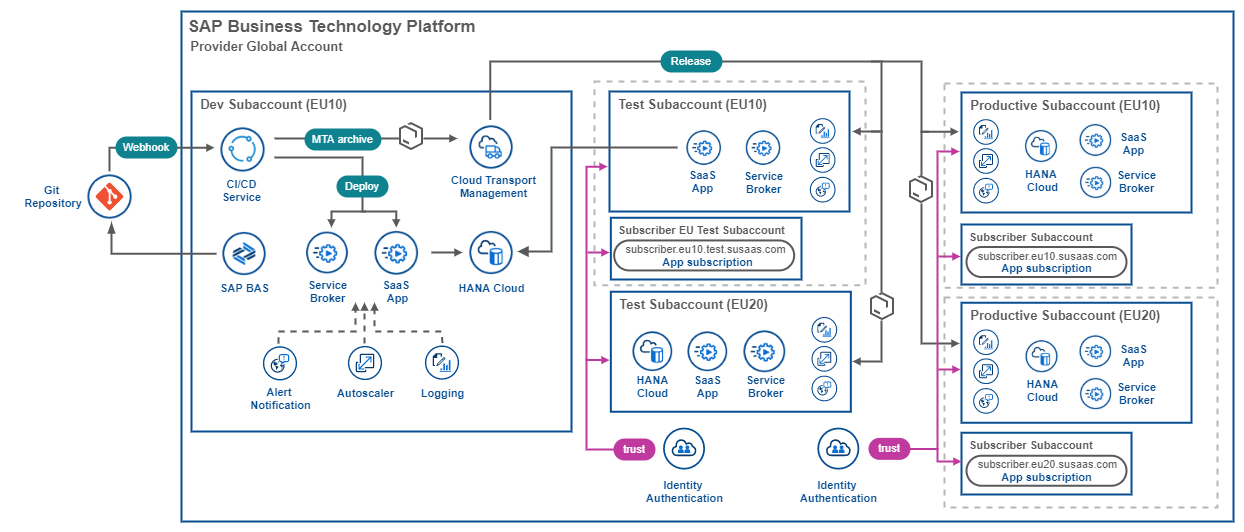 SAP Business Technology Platform
Provider Global Account
Release
Dev Subaccount (EU10)
Webhook
Git
Repository
CI/CD
Service
MTA archive
Cloud Transport
Management
Deploy
SAP BAS
Service
Broker
SaaS
App
HANA Cloud
Alert
Notification
Autoscaler
Logging
Test Subaccount (EU10)
SaaS
App
Service
Broker
Subscriber EU Test Subaccount
subscriber.eu10.test.susaas.com
App subscription
Test Subaccount (EU20)
HANA
Cloud
SaaS
App
Service
Broker
trust
Identity
Authentication
Identity
Authentication
trust
Productive Subaccount (EU10)
HANA
Cloud
SaaS
App
Service
Broker
Subscriber Subaccount
subscriber.eu10.susaas.com
App subscription
Productive Subaccount (EU20)
HANA
Cloud
SaaS
App
Service
Broker
Subscriber Subaccount
subscriber.eu20.susaas.com
App subscription